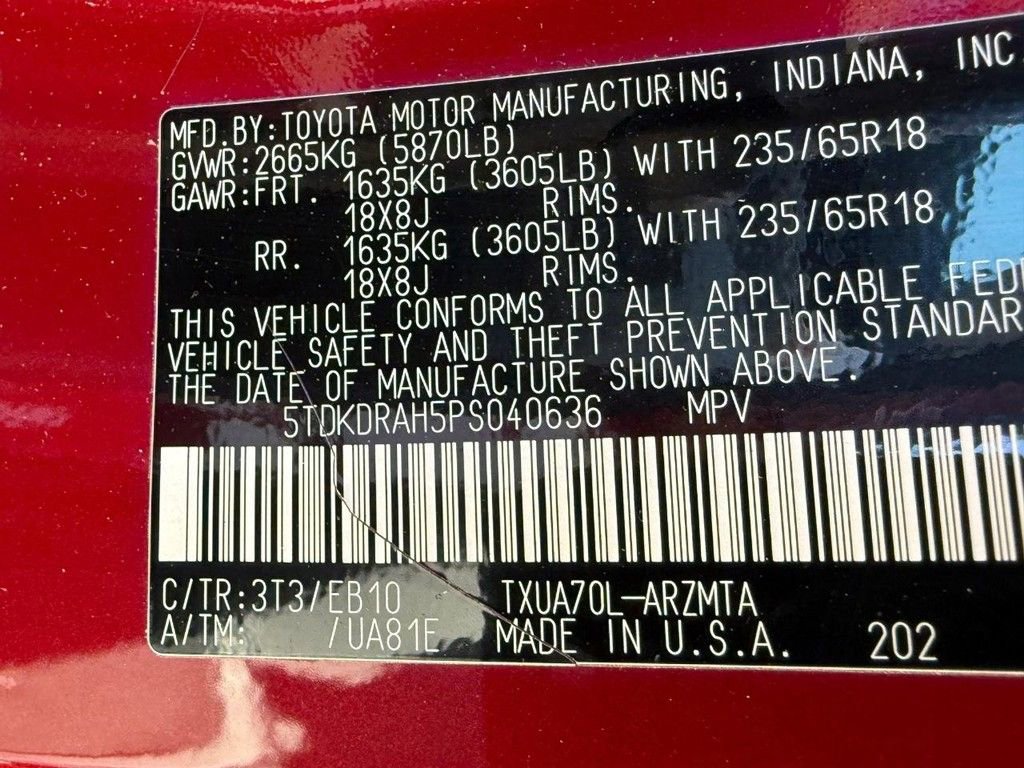 MFD.BY:TOYOTA MOTOR MANUFACTURING, INDIANA, INC.
GVWR:2665KG (5870LB)
GAWR:FRT. 1635KG (3605LB) WITH 235/65R18
18X8J RIMS.
RR. 1635KG (3605LB) WITH 235/65R18
18X8J RIMS.
THIS VEHICLE CONFORMS TO ALL APPLICABLE FEDE
VEHICLE SAFETY AND THEFT PREVENTION STANDAR
THE DATE OF MANUFACTURE SHOWN ABOVE.
5TDKDRAH5PS040636 MPV
C/TR:3T3/EB10 TXUA70L-ARZMTA
A/TM: /UA81E MADE IN U.S.A. 202